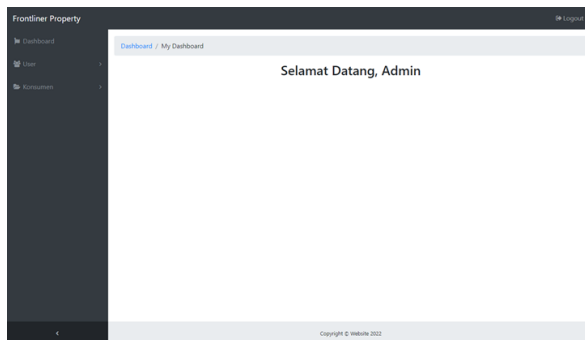 Frontliner Property
Logout
Dashboard
User
Konsumen
Dashboard / My Dashboard
Selamat Datang, Admin
Copyright © Website 2022